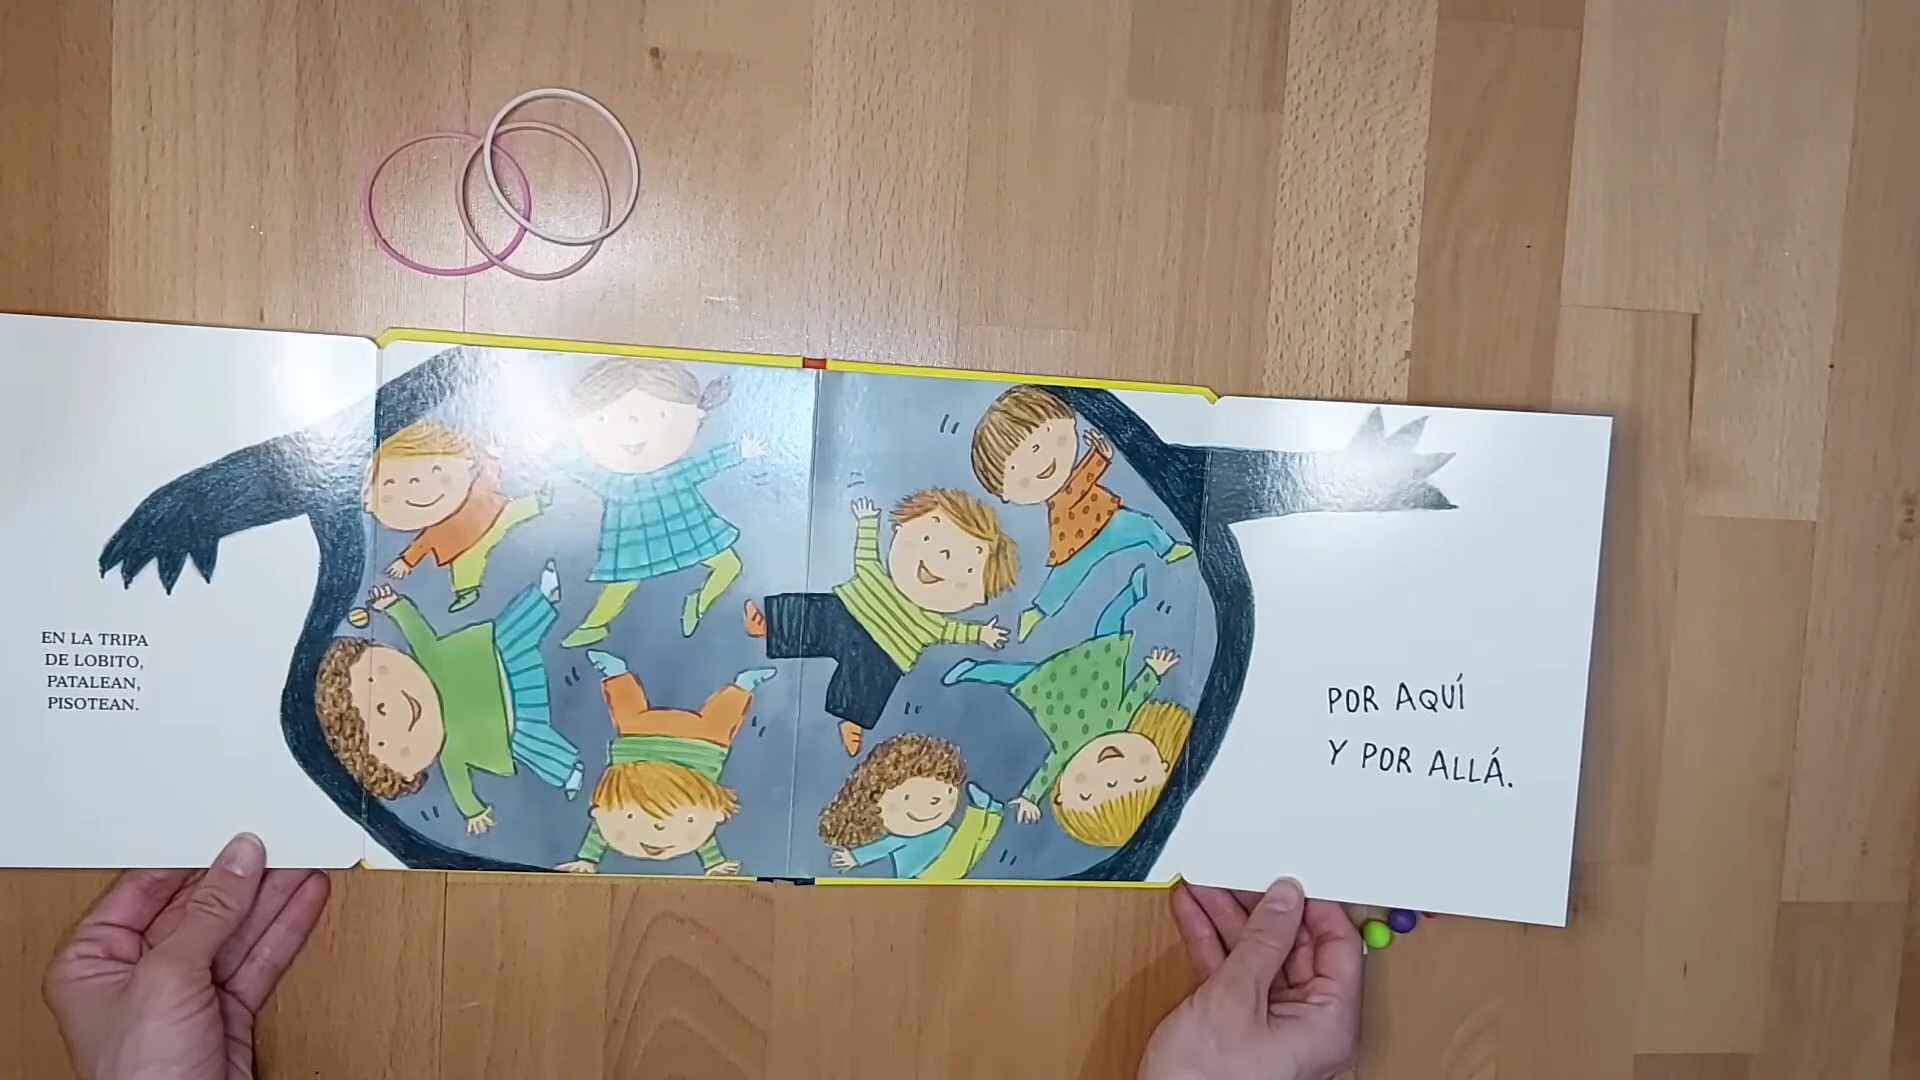 EN LA TRIPA
DE LOBITO,
PATALEAN,
PISOTEAN.
POR AQUÍ
Y POR ALLÁ.